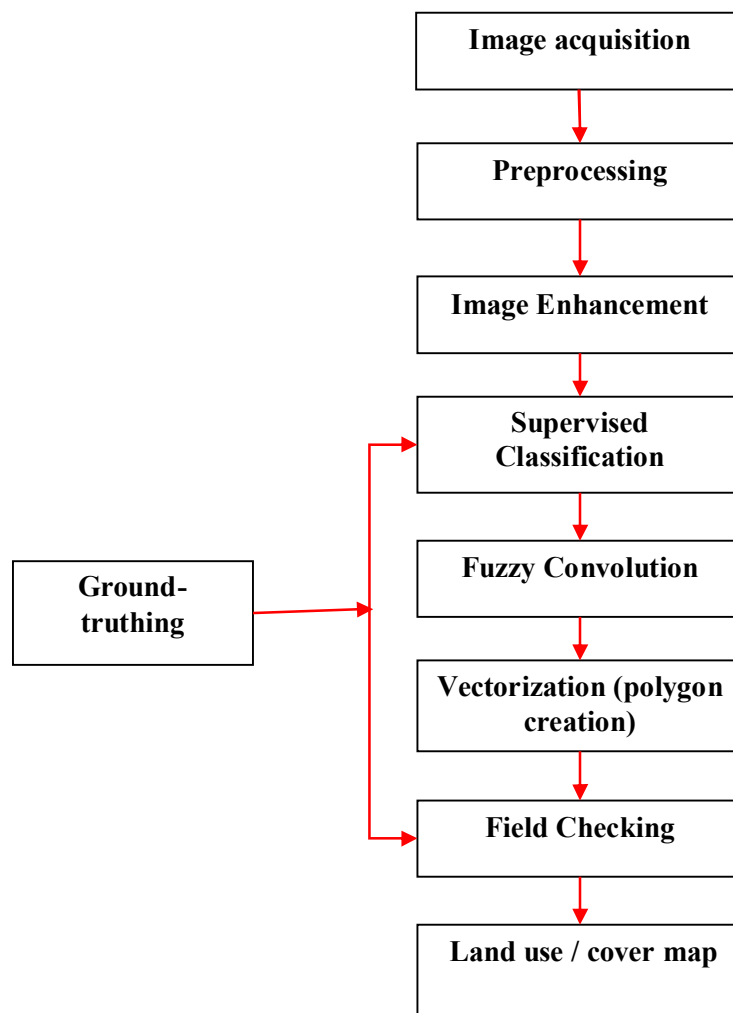 Image acquisition
Preprocessing
Image Enhancement
Supervised
Classification
Fuzzy Convolution
Ground-
truthing
Vectorization (polygon
creation)
Field Checking
Land use / cover map